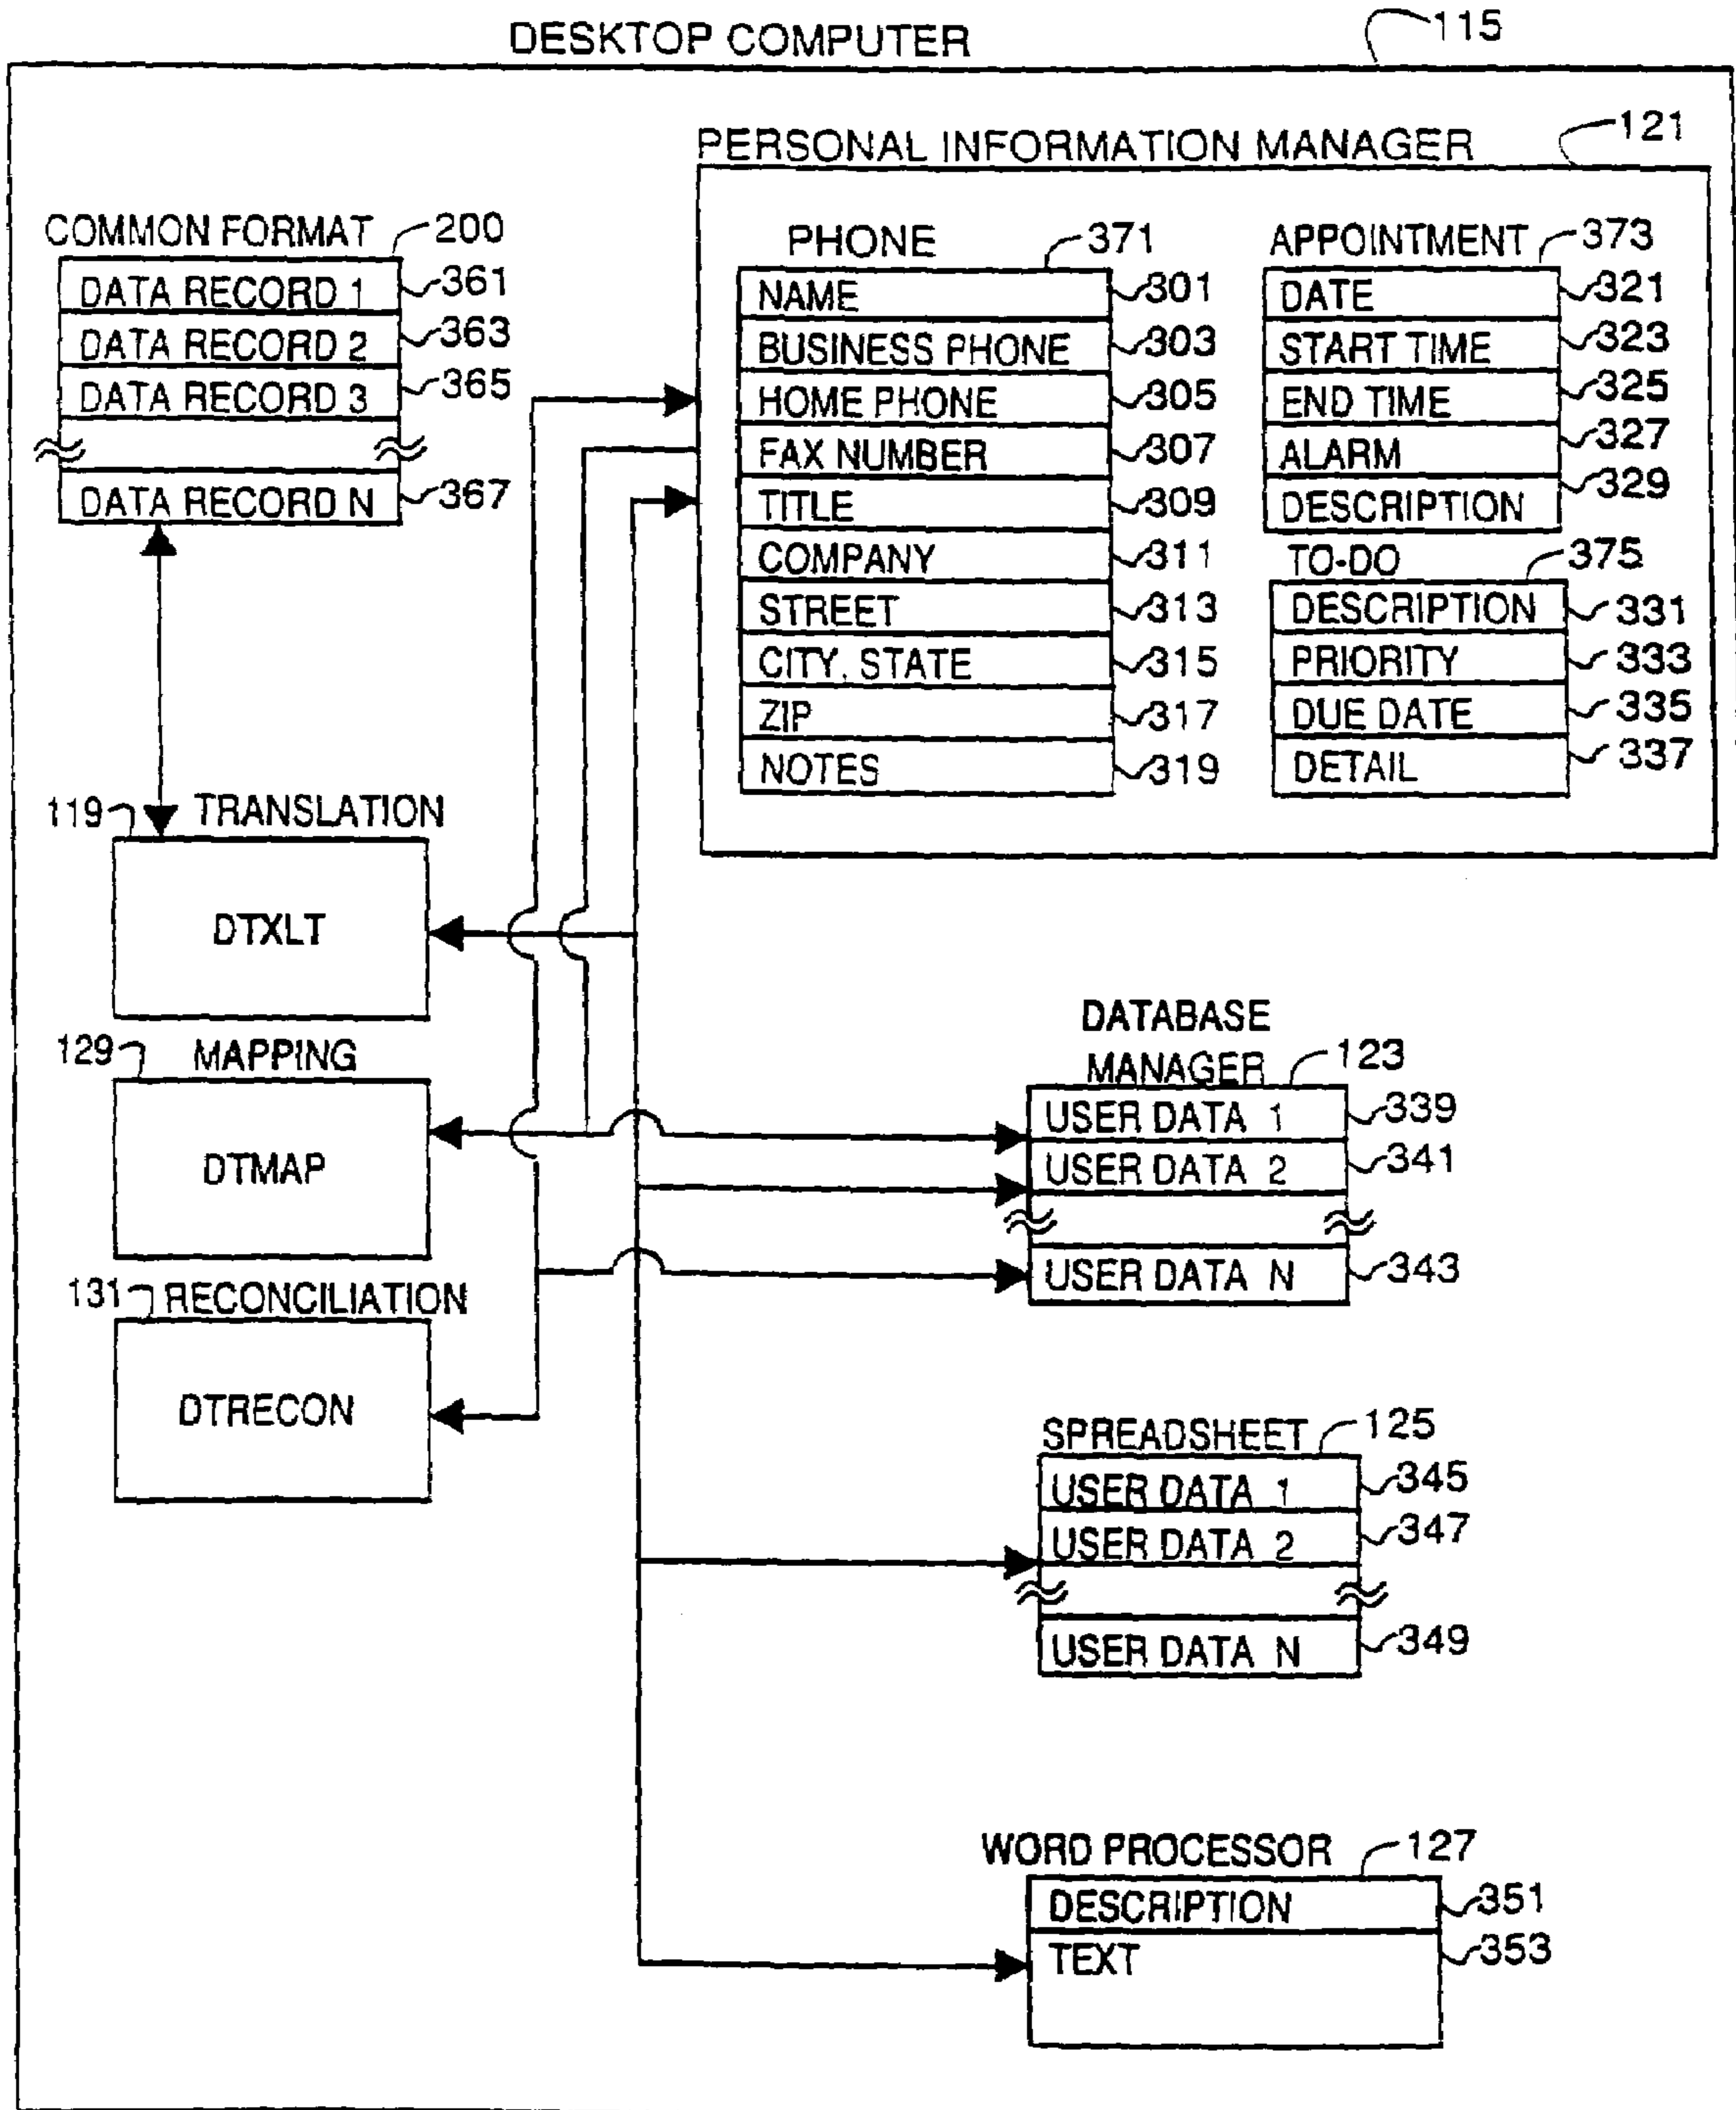 DESKTOP COMPUTER
115
PERSONAL INFORMATION MANAGER
121
COMMON FORMAT
200
DATA RECORD 1
361
DATA RECORD 2
363
DATA RECORD 3
365
DATA RECORD N
367
PHONE
371
NAME
301
BUSINESS PHONE
303
HOME PHONE
305
FAX NUMBER
307
TITLE
309
COMPANY
311
STREET
313
CITY. STATE
315
ZIP
317
NOTES
319
APPOINTMENT
373
DATE
321
START TIME
323
END TIME
325
ALARM
327
DESCRIPTION
329
TO-DO
375
DESCRIPTION
331
PRIORITY
333
DUE DATE
335
DETAIL
337
119
TRANSLATION
DTXLT
129
MAPPING
DTMAP
131
RECONCILIATION
DTRECON
DATABASE
MANAGER
123
USER DATA 1
339
USER DATA 2
341
USER DATA N
343
SPREADSHEET
125
USER DATA 1
345
USER DATA 2
347
USER DATA N
349
WORD PROCESSOR
127
DESCRIPTION
351
TEXT
353